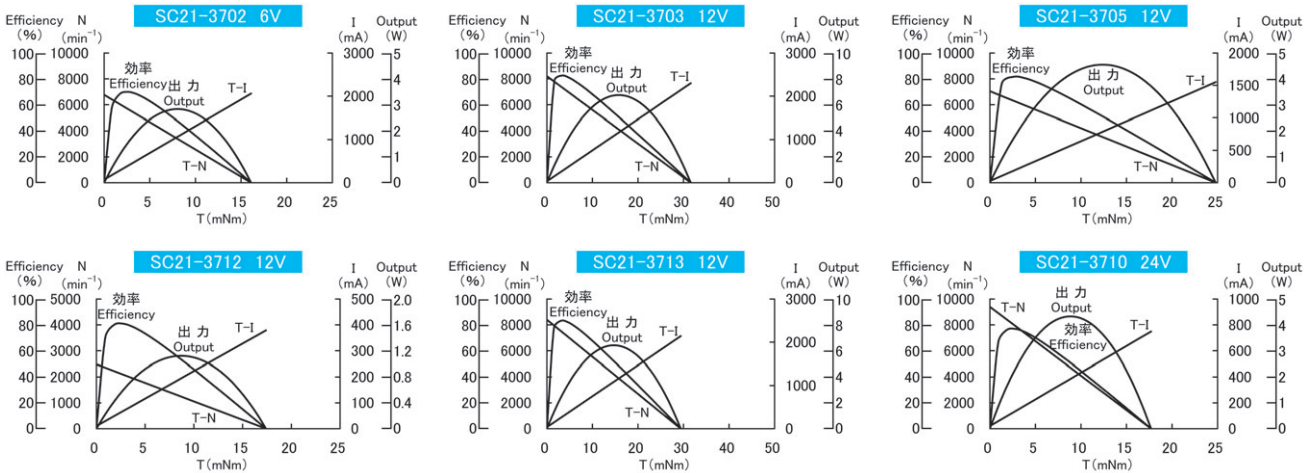 SC21-3702 6V
Efficiency N
(%) (min⁻¹)
I Output
(mA) (W)
100 10000
80 8000
60 6000
40 4000
20 2000
0 0
効率
Efficiency
出力
Output
T-I
T-N
3000 5
4
2000
3
2
1000
1
0 0
0 5 10 15 20 25
T(mNm)
SC21-3703 12V
Efficiency N
(%) (min⁻¹)
I Output
(mA) (W)
100 10000
80 8000
60 6000
40 4000
20 2000
0 0
効率
Efficiency
出力
Output
T-I
T-N
3000 10
8
2000
6
4
1000
2
0 0
0 10 20 30 40 50
T(mNm)
SC21-3705 12V
Efficiency N
(%) (min⁻¹)
I Output
(mA) (W)
100 10000
80 8000
60 6000
40 4000
20 2000
0 0
効率
Efficiency
出力
Output
T-I
T-N
2000 5
4
1500
3
1000
2
500
1
0 0
0 5 10 15 20 25
T(mNm)
SC21-3712 12V
Efficiency N
(%) (min⁻¹)
I Output
(mA) (W)
100 5000
80 4000
60 3000
40 2000
20 1000
0 0
効率
Efficiency
出力
Output
T-I
T-N
500 2.0
400 1.6
300 1.2
200 0.8
100 0.4
0 0
0 5 10 15 20 25
T(mNm)
SC21-3713 12V
Efficiency N
(%) (min⁻¹)
I Output
(mA) (W)
100 10000
80 8000
60 6000
40 4000
20 2000
0 0
効率
Efficiency
出力
Output
T-I
T-N
3000 10
8
2000
6
4
1000
2
0 0
0 10 20 30 40 50
T(mNm)
SC21-3710 24V
Efficiency N
(%) (min⁻¹)
I Output
(mA) (W)
100 10000
80 8000
60 6000
40 4000
20 2000
0 0
T-N
出力
Output
効率
Efficiency
T-I
1000 5
800 4
600 3
400 2
200 1
0 0
0 5 10 15 20 25
T(mNm)